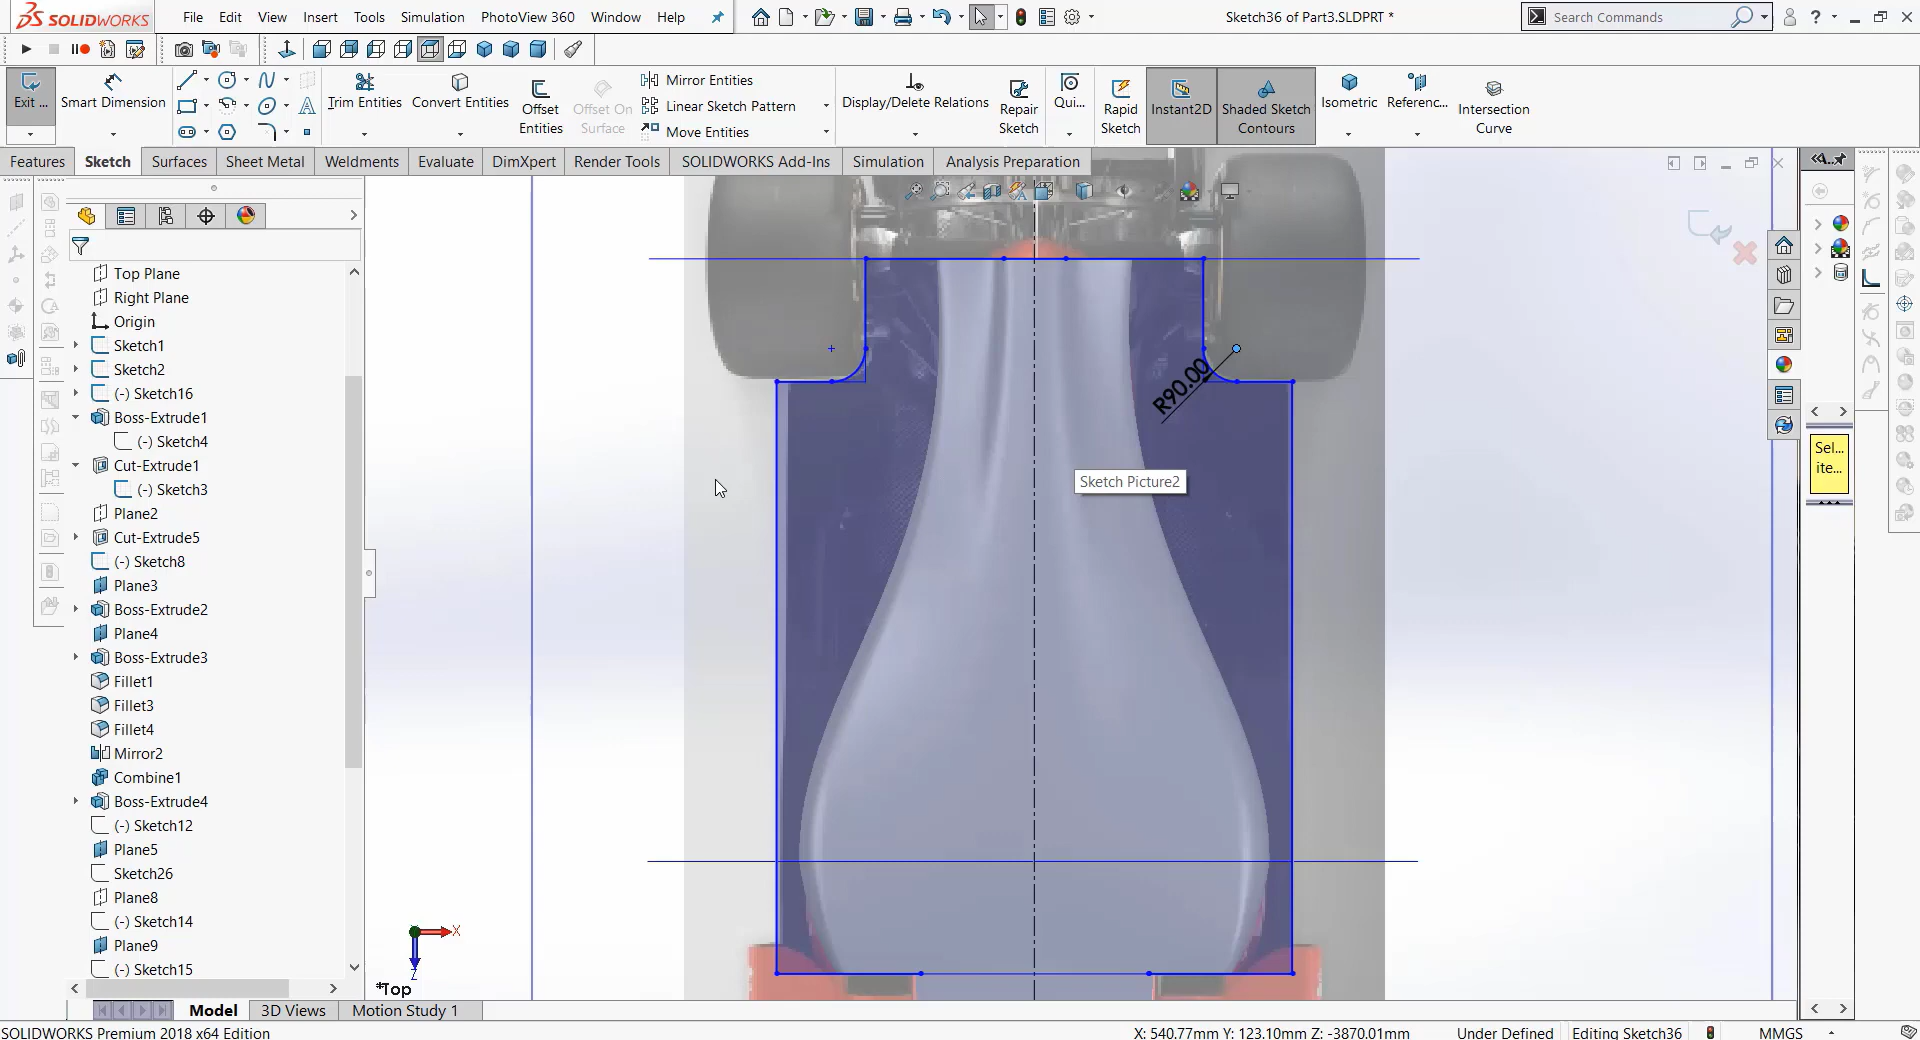 SOLIDWORKS File Edit View Insert Tools Simulation PhotoView 360 Window Help Sketch36 of Part3.SLDPRT * Search Commands ?
Exit ... Smart Dimension Trim Entities Convert Entities Offset Entities Offset On Surface Mirror Entities Linear Sketch Pattern Move Entities Display/Delete Relations Repair Sketch Qui... Rapid Sketch Instant2D Shaded Sketch Contours Isometric Referenc... Intersection Curve
Features Sketch Surfaces Sheet Metal Weldments Evaluate DimXpert Render Tools SOLIDWORKS Add-Ins Simulation Analysis Preparation
Top Plane
Right Plane
Origin
Sketch1
Sketch2
(-) Sketch16
Boss-Extrude1
(-) Sketch4
Cut-Extrude1
(-) Sketch3
Plane2
Cut-Extrude5
(-) Sketch8
Plane3
Boss-Extrude2
Plane4
Boss-Extrude3
Fillet1
Fillet3
Fillet4
Mirror2
Combine1
Boss-Extrude4
(-) Sketch12
Plane5
Sketch26
Plane8
(-) Sketch14
Plane9
(-) Sketch15
R90.00
Sketch Picture2
Sel...
ite...
X
Z
*Top
Model 3D Views Motion Study 1
SOLIDWORKS Premium 2018 x64 Edition X: 540.77mm Y: 123.10mm Z: -3870.01mm Under Defined Editing Sketch36 MMGS